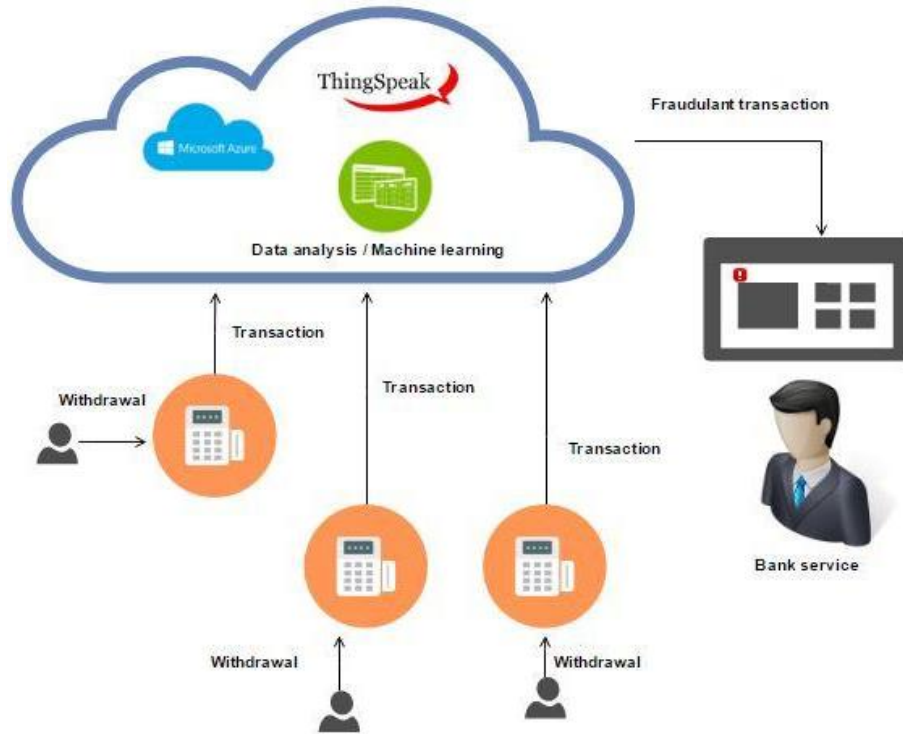 ThingSpeak
Microsoft Azure
Data analysis / Machine learning
Fraudulant transaction
Transaction
Withdrawal
Transaction
Transaction
Bank service
Withdrawal
Withdrawal